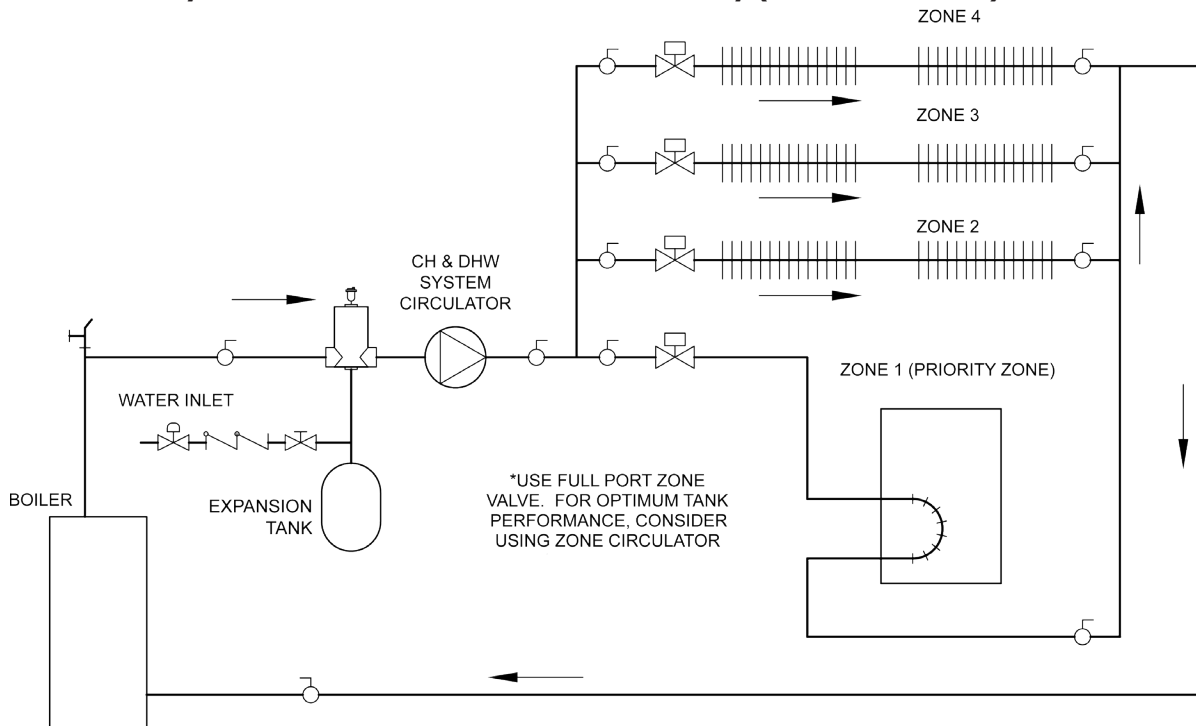 ZONE 4
ZONE 3
ZONE 2
CH & DHW
SYSTEM
CIRCULATOR
ZONE 1 (PRIORITY ZONE)
WATER INLET
*USE FULL PORT ZONE
VALVE.  FOR OPTIMUM TANK
PERFORMANCE, CONSIDER
USING ZONE CIRCULATOR
BOILER
EXPANSION
TANK